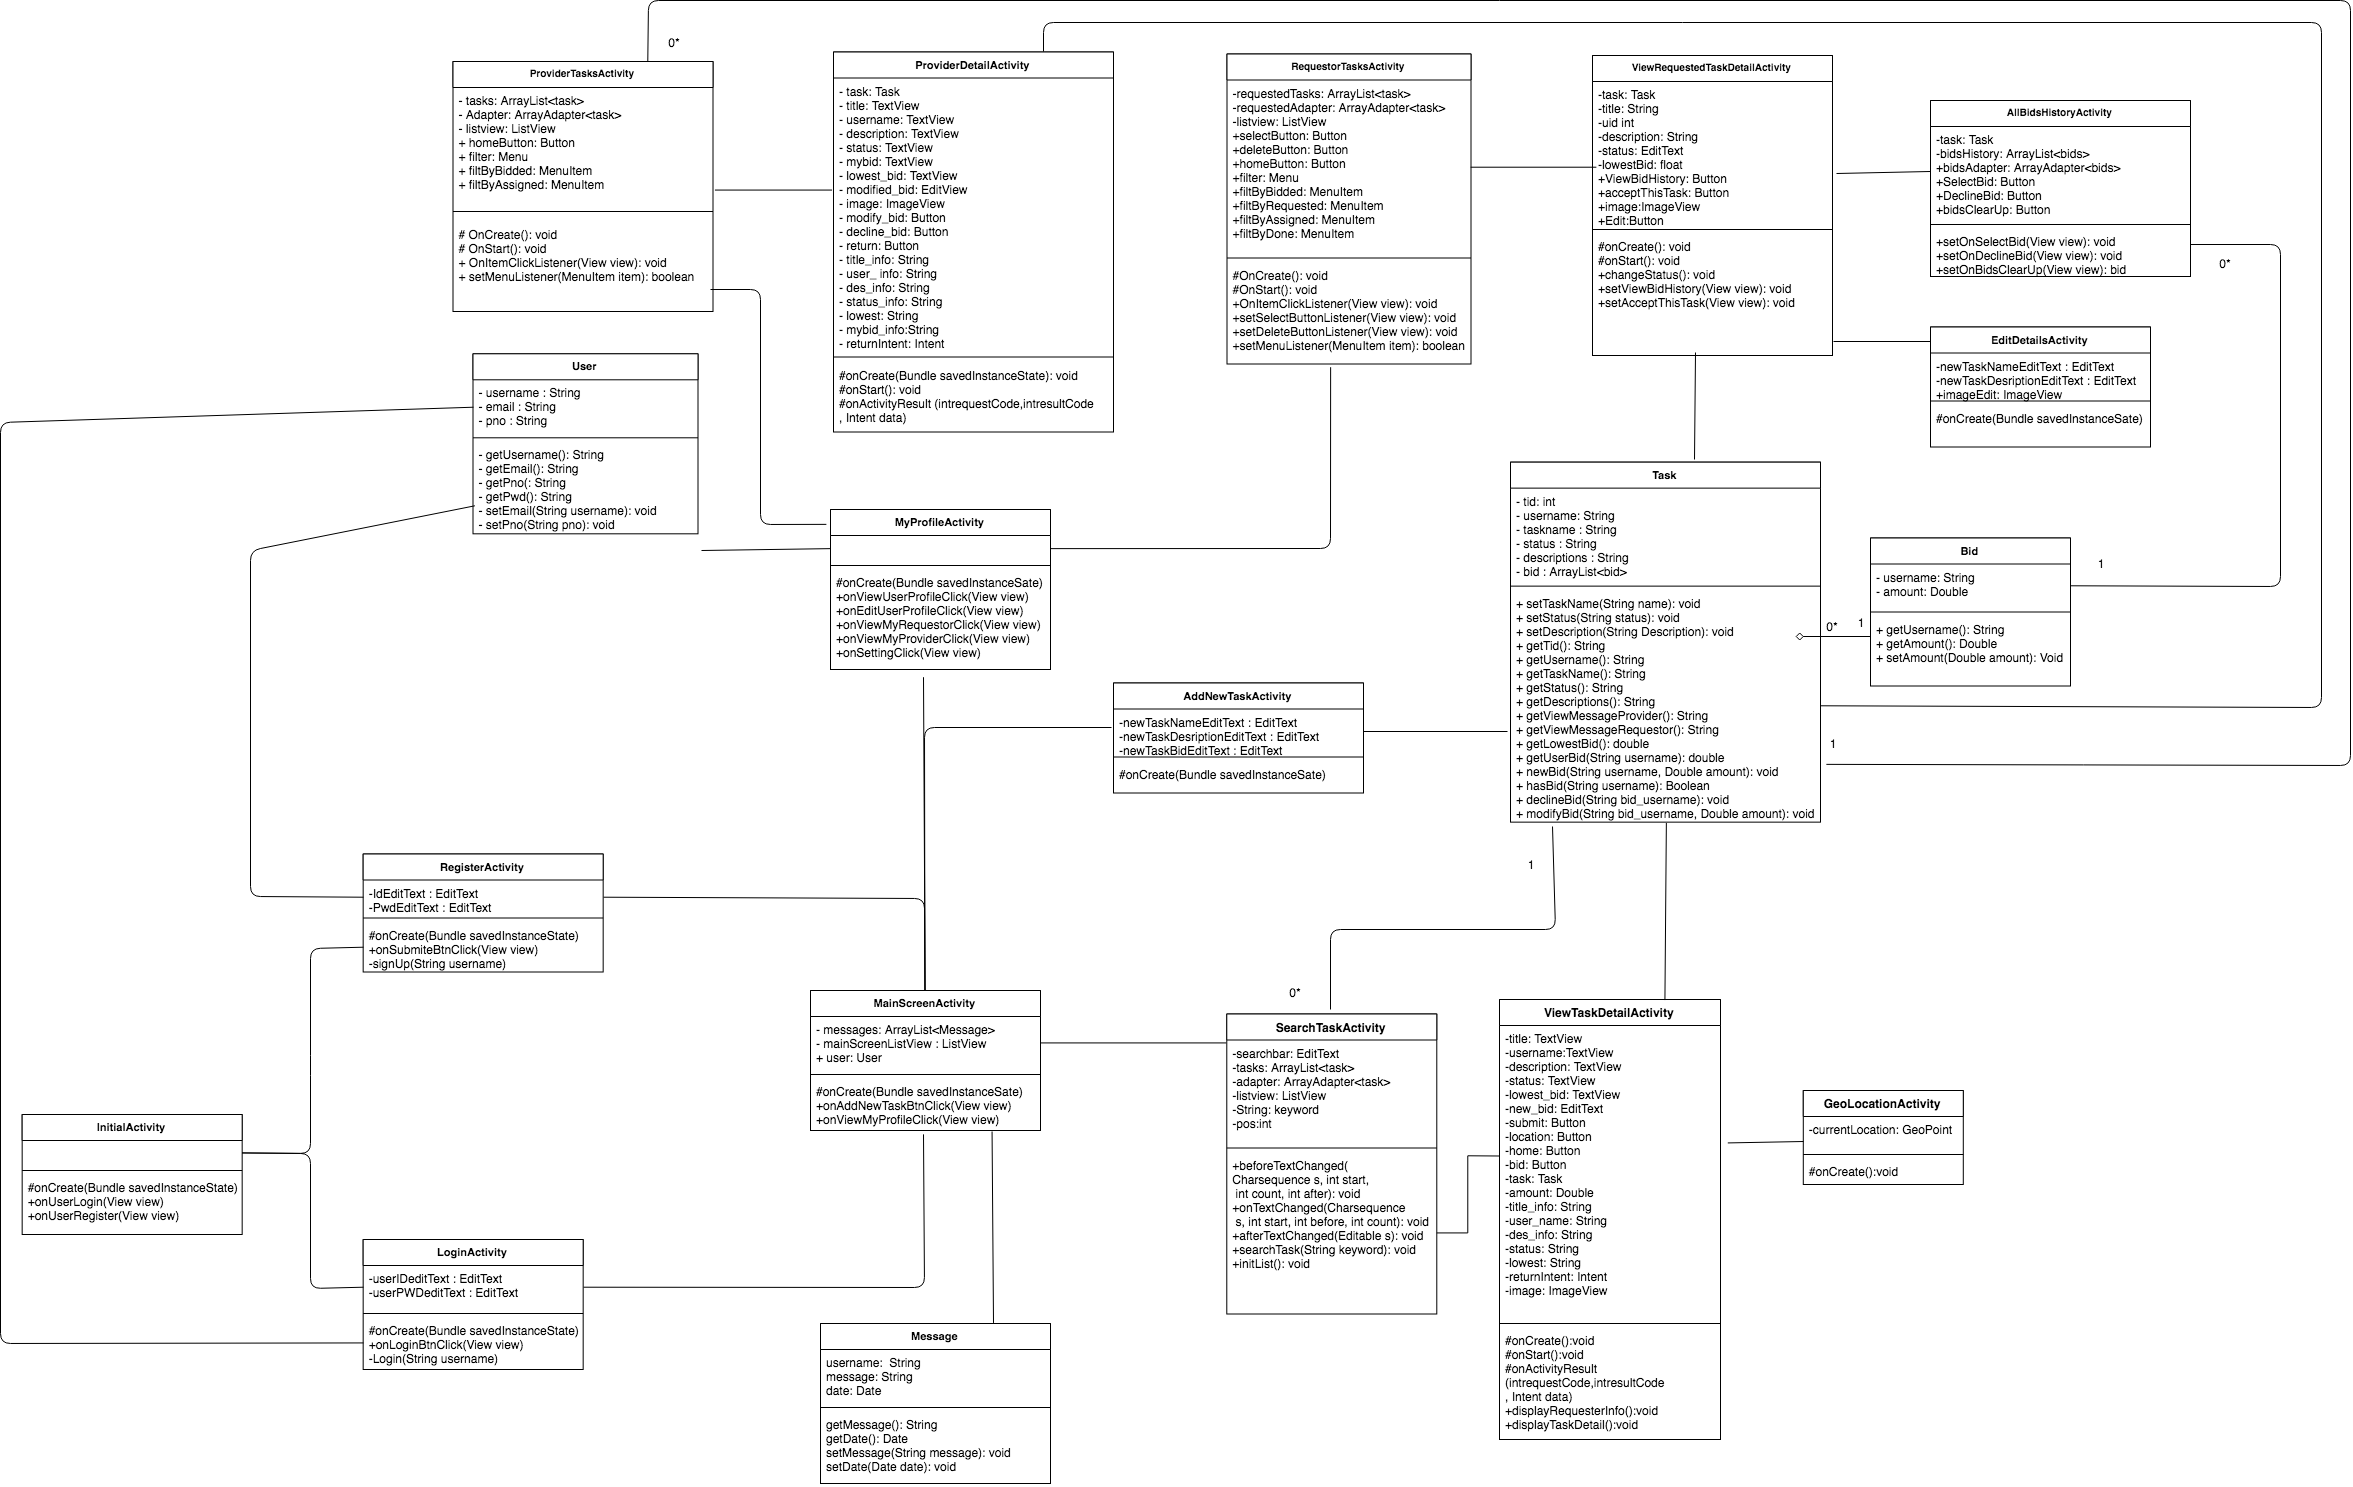 0*
ProviderTasksActivity
- tasks: ArrayList<task>
- Adapter: ArrayAdapter<task>
- listview: ListView
+ homeButton: Button
+ filter: Menu
+ filtByBidded: MenuItem
+ filtByAssigned: MenuItem
# OnCreate(): void
# OnStart(): void
+ OnItemClickListener(View view): void
+ setMenuListener(MenuItem item): boolean
ProviderDetailActivity
- task: Task
- title: TextView
- username: TextView
- description: TextView
- status: TextView
- mybid: TextView
- lowest_bid: TextView
- modified_bid: EditView
- image: ImageView
- modify_bid: Button
- decline_bid: Button
- return: Button
- title_info: String
- user_ info: String
- des_info: String
- status_info: String
- lowest: String
- mybid_info:String
- returnIntent: Intent
#onCreate(Bundle savedInstanceState): void
#onStart(): void
#onActivityResult (intrequestCode,intresultCode
, Intent data)
RequestorTasksActivity
-requestedTasks: ArrayList<task>
-requestedAdapter: ArrayAdapter<task>
-listview: ListView
+selectButton: Button
+deleteButton: Button
+homeButton: Button
+filter: Menu
+filtByBidded: MenuItem
+filtByRequested: MenuItem
+filtByAssigned: MenuItem
+filtByDone: MenuItem
#OnCreate(): void
#OnStart(): void
+OnItemClickListener(View view): void
+setSelectButtonListener(View view): void
+setDeleteButtonListener(View view): void
+setMenuListener(MenuItem item): boolean
ViewRequestedTaskDetailActivity
-task: Task
-title: String
-uid int
-description: String
-status: EditText
-lowestBid: float
+ViewBidHistory: Button
+acceptThisTask: Button
+image:ImageView
+Edit:Button
#onCreate(): void
#onStart(): void
+changeStatus(): void
+setViewBidHistory(View view): void
+setAcceptThisTask(View view): void
AllBidsHistoryActivity
-task: Task
-bidsHistory: ArrayList<bids>
+bidsAdapter: ArrayAdapter<bids>
+SelectBid: Button
+DeclineBid: Button
+bidsClearUp: Button
+setOnSelectBid(View view): void
+setOnDeclineBid(View view): void
+setOnBidsClearUp(View view): bid
0*
EditDetailsActivity
-newTaskNameEditText : EditText
-newTaskDesriptionEditText : EditText
+imageEdit: ImageView
#onCreate(Bundle savedInstanceSate)
User
- username : String
- email : String
- pno : String
- getUsername(): String
- getEmail(): String
- getPno(: String
- getPwd(): String
- setEmail(String username): void
- setPno(String pno): void
MyProfileActivity
#onCreate(Bundle savedInstanceSate)
+onViewUserProfileClick(View view)
+onEditUserProfileClick(View view)
+onViewMyRequestorClick(View view)
+onViewMyProviderClick(View view)
+onSettingClick(View view)
Task
- tid: int
- username: String
- taskname : String
- status : String
- descriptions : String
- bid : ArrayList<bid>
+ setTaskName(String name): void
+ setStatus(String status): void
+ setDescription(String Description): void
+ getTid(): String
+ getUsername(): String
+ getTaskName(): String
+ getStatus(): String
+ getDescriptions(): String
+ getViewMessageProvider(): String
+ getViewMessageRequestor(): String
+ getLowestBid(): double
+ getUserBid(String username): double
+ newBid(String username, Double amount): void
+ hasBid(String username): Boolean
+ declineBid(String bid_username): void
+ modifyBid(String bid_username, Double amount): void
0*
1
Bid
- username: String
- amount: Double
+ getUsername(): String
+ getAmount(): Double
+ setAmount(Double amount): Void
1
1
AddNewTaskActivity
-newTaskNameEditText : EditText
-newTaskDesriptionEditText : EditText
-newTaskBidEditText : EditText
#onCreate(Bundle savedInstanceSate)
1
0*
RegisterActivity
-IdEditText : EditText
-PwdEditText : EditText
#onCreate(Bundle savedInstanceState)
+onSubmiteBtnClick(View view)
-signUp(String username)
MainScreenActivity
- messages: ArrayList<Message>
- mainScreenListView : ListView
+ user: User
#onCreate(Bundle savedInstanceSate)
+onAddNewTaskBtnClick(View view)
+onViewMyProfileClick(View view)
SearchTaskActivity
-searchbar: EditText
-tasks: ArrayList<task>
-adapter: ArrayAdapter<task>
-listview: ListView
-String: keyword
-pos:int
+beforeTextChanged(
Charsequence s, int start,
int count, int after): void
+onTextChanged(Charsequence
s, int start, int before, int count): void
+afterTextChanged(Editable s): void
+searchTask(String keyword): void
+initList(): void
ViewTaskDetailActivity
-title: TextView
-username:TextView
-description: TextView
-status: TextView
-lowest_bid: TextView
-new_bid: EditText
-submit: Button
-location: Button
-home: Button
-bid: Button
-task: Task
-amount: Double
-title_info: String
-user_name: String
-des_info: String
-status: String
-lowest: String
-returnIntent: Intent
-image: ImageView
#onCreate():void
#onStart():void
#onActivityResult
(intrequestCode,intresultCode
, Intent data)
+displayRequesterInfo():void
+displayTaskDetail():void
GeoLocationActivity
-currentLocation: GeoPoint
#onCreate():void
InitialActivity
#onCreate(Bundle savedInstanceState)
+onUserLogin(View view)
+onUserRegister(View view)
LoginActivity
-userIDeditText : EditText
-userPWDeditText : EditText
#onCreate(Bundle savedInstanceState)
+onLoginBtnClick(View view)
-Login(String username)
Message
username:  String
message: String
date: Date
getMessage(): String
getDate(): Date
setMessage(String message): void
setDate(Date date): void